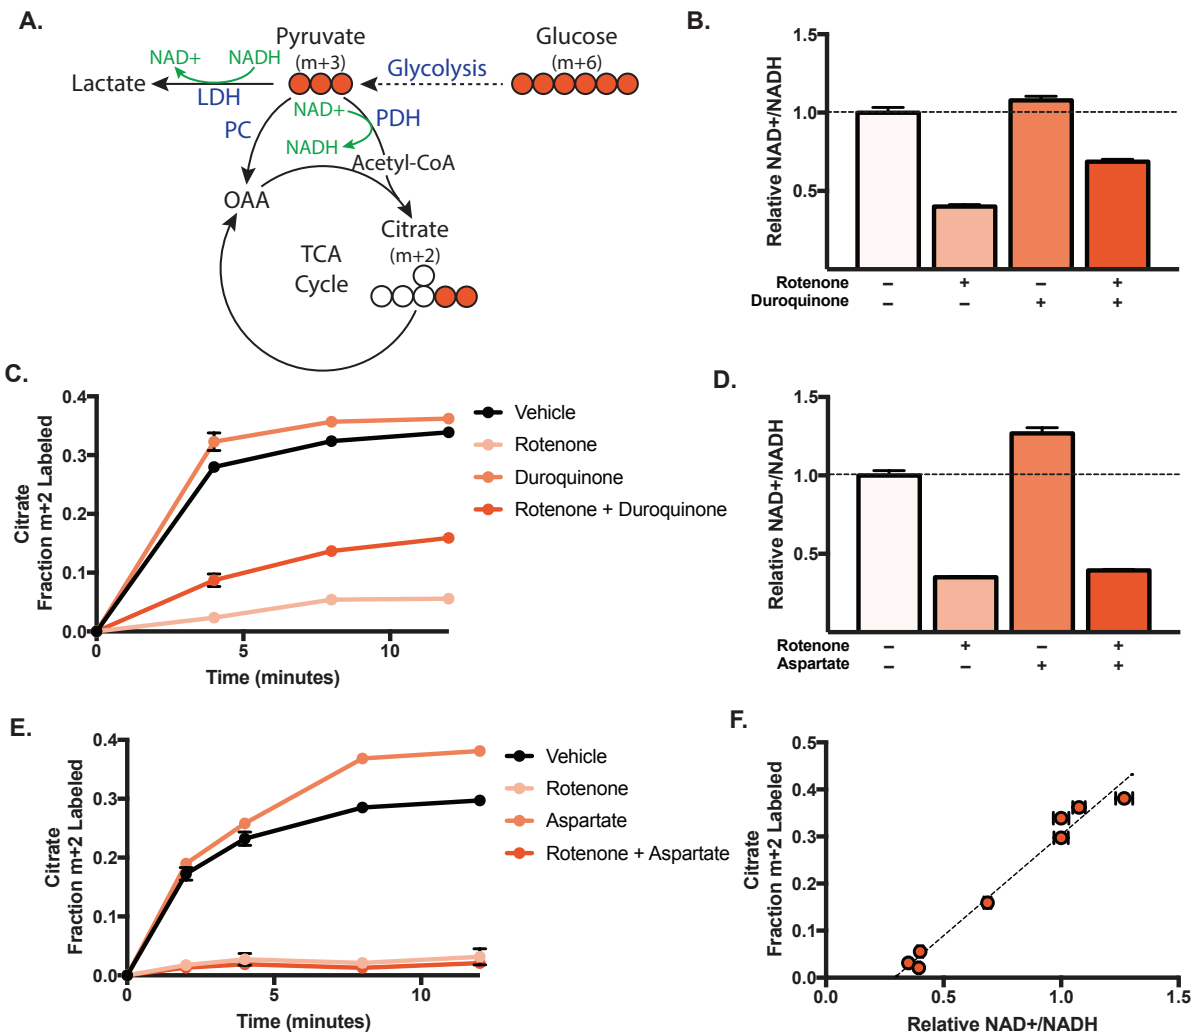 A.
Pyruvate
(m+3)
Glucose
(m+6)
NAD+
NADH
Glycolysis
Lactate
LDH
PC
NAD+
PDH
NADH
Acetyl-CoA
OAA
Citrate
(m+2)
TCA
Cycle
B.
Relative NAD+/NADH
1.5
1.0
0.5
Rotenone – + – +
Duroquinone – – + +
C.
Citrate
Fraction m+2 Labeled
0.4
0.3
0.2
0.1
0.0
0 5 10
Time (minutes)
Vehicle
Rotenone
Duroquinone
Rotenone + Duroquinone
D.
Relative NAD+/NADH
1.5
1.0
0.5
Rotenone – + – +
Aspartate – – + +
E.
Citrate
Fraction m+2 Labeled
0.4
0.3
0.2
0.1
0.0
0 5 10
Time (minutes)
Vehicle
Rotenone
Aspartate
Rotenone + Aspartate
F.
Citrate
Fraction m+2 Labeled
0.5
0.4
0.3
0.2
0.1
0.0
0.0 0.5 1.0 1.5
Relative NAD+/NADH